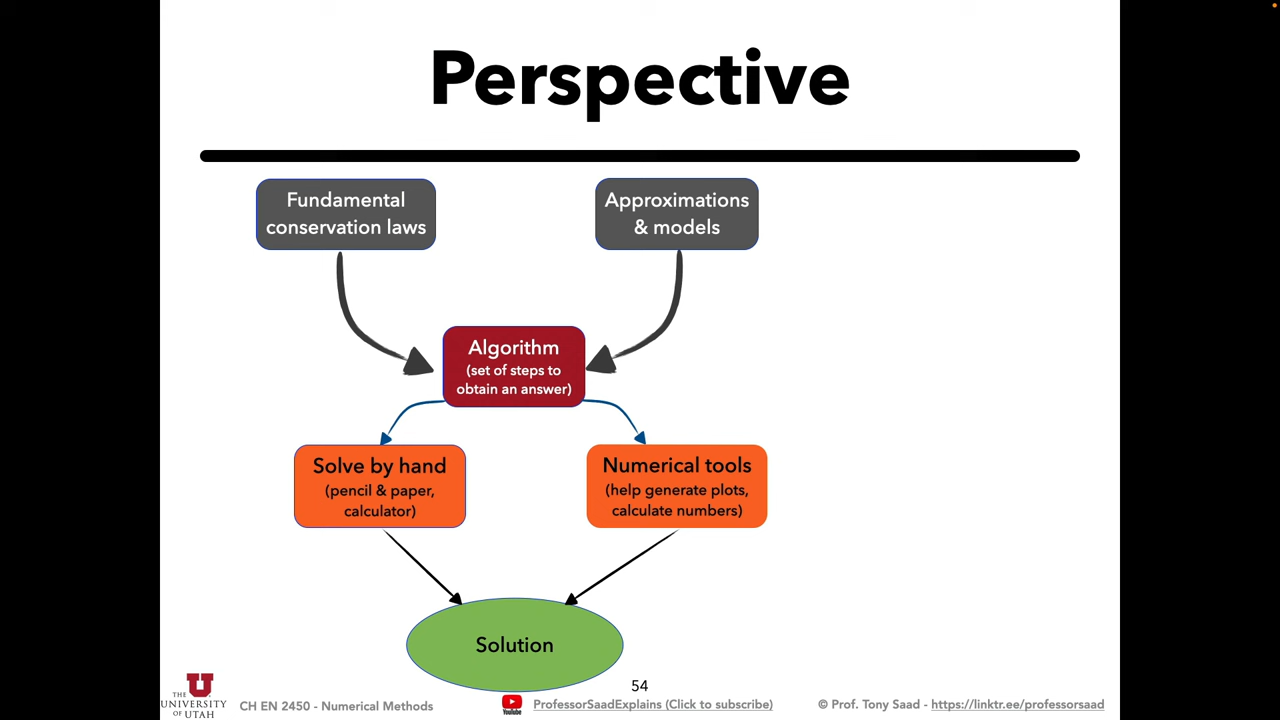 Perspective
Fundamental
conservation laws
Approximations
& models
Algorithm
(set of steps to
obtain an answer)
Solve by hand
(pencil & paper,
calculator)
Numerical tools
(help generate plots,
calculate numbers)
Solution
54
THE
UNIVERSITY
OF UTAH
CH EN 2450 - Numerical Methods
YouTube
ProfessorSaadExplains (Click to subscribe)
© Prof. Tony Saad - https://linktr.ee/professorsaad